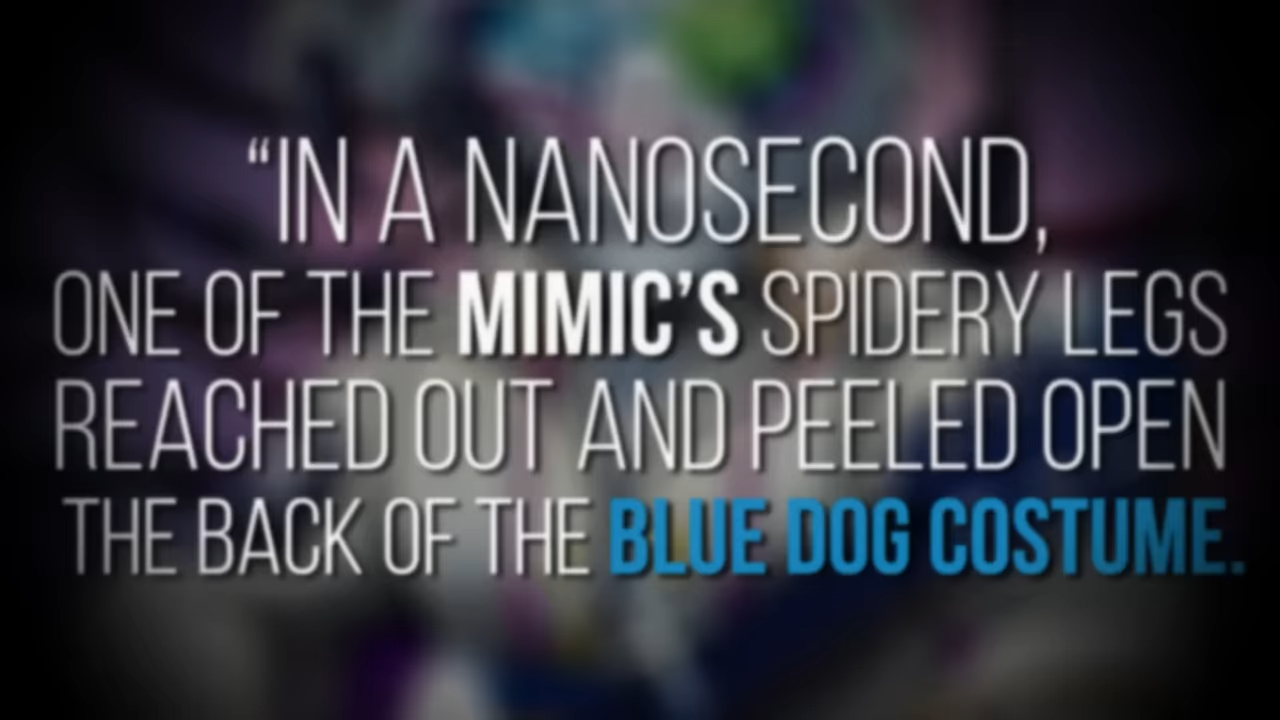 “IN A NANOSECOND,
ONE OF THE MIMIC’S SPIDERY LEGS
REACHED OUT AND PEELED OPEN
THE BACK OF THE BLUE DOG COSTUME.